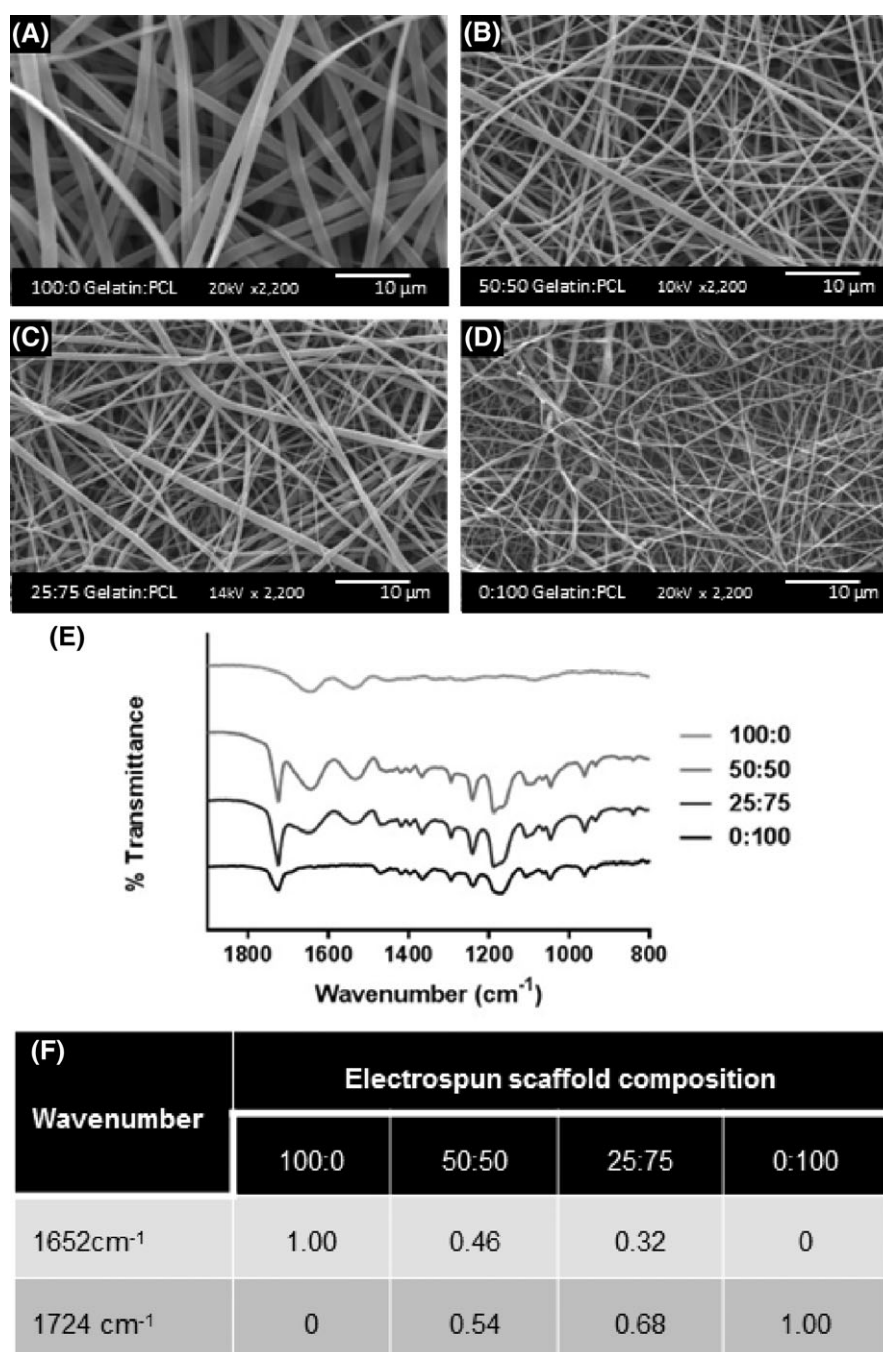 (A)
100:0 Gelatin:PCL 20kV x2,200 10 μm
(B)
50:50 Gelatin:PCL 10kV x2,200 10 μm
(C)
25:75 Gelatin:PCL 14kV x 2,200 10 μm
(D)
0:100 Gelatin:PCL 20kV x 2,200 10 μm
(E)
% Transmittance
100:0
50:50
25:75
0:100
1800 1600 1400 1200 1000 800
Wavenumber (cm⁻¹)
(F)
Wavenumber
Electrospun scaffold composition
100:0 50:50 25:75 0:100
1652cm⁻¹ 1.00 0.46 0.32 0
1724 cm⁻¹ 0 0.54 0.68 1.00